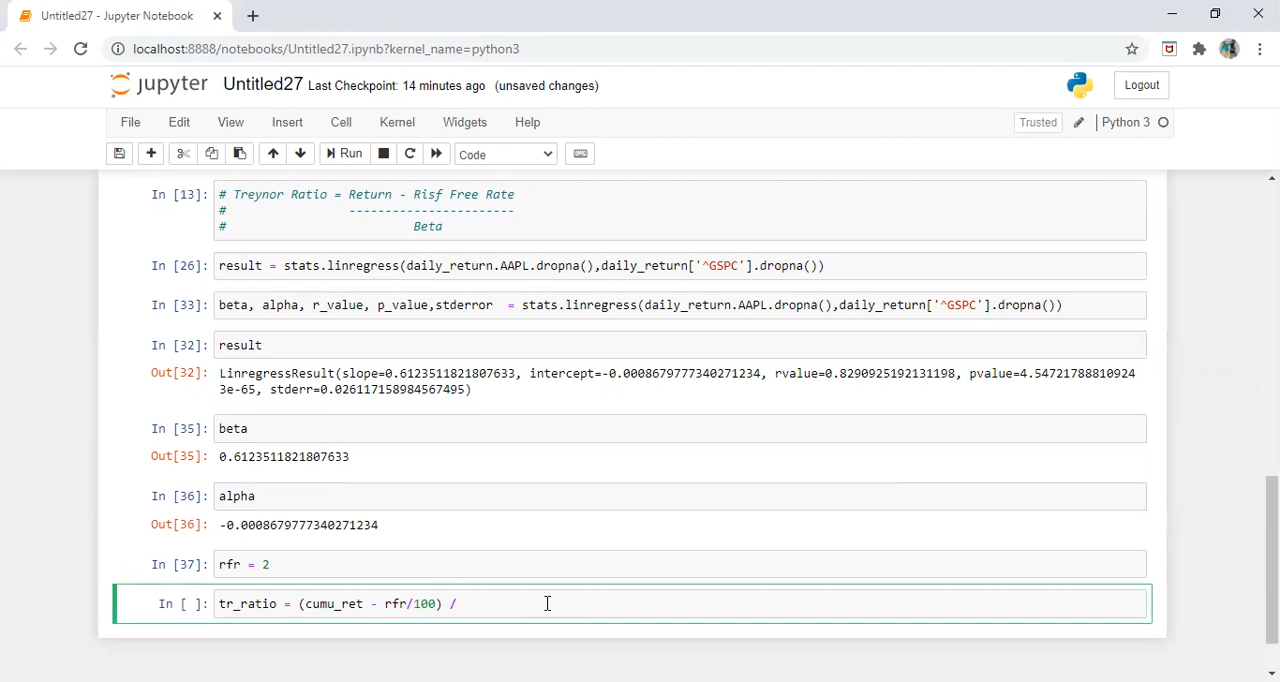 Untitled27 - Jupyter Notebook
localhost:8888/notebooks/Untitled27.ipynb?kernel_name=python3
jupyter Untitled27 Last Checkpoint: 14 minutes ago (unsaved changes) Logout
File Edit View Insert Cell Kernel Widgets Help Trusted Python 3
Run Code
In [13]: # Treynor Ratio = Return - Risf Free Rate
# -----------------------
# Beta
In [26]: result = stats.linregress(daily_return.AAPL.dropna(),daily_return['^GSPC'].dropna())
In [33]: beta, alpha, r_value, p_value,stderror = stats.linregress(daily_return.AAPL.dropna(),daily_return['^GSPC'].dropna())
In [32]: result
Out[32]: LinregressResult(slope=0.6123511821807633, intercept=-0.0008679777340271234, rvalue=0.8290925192131198, pvalue=4.54721788810924
3e-65, stderr=0.026117158984567495)
In [35]: beta
Out[35]: 0.6123511821807633
In [36]: alpha
Out[36]: -0.0008679777340271234
In [37]: rfr = 2
In [ ]: tr_ratio = (cumu_ret - rfr/100) /